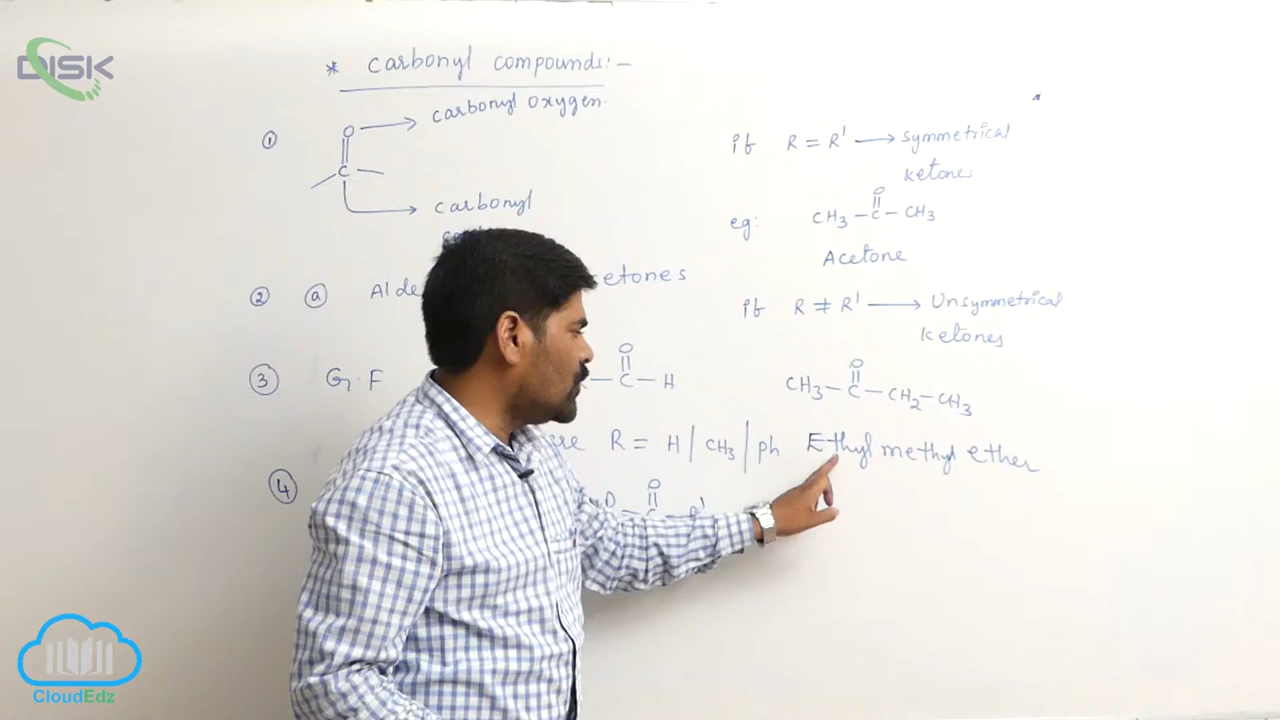 DISK
* carbonyl compounds:-
① O → carbonyl oxygen.
C → carbonyl
② ⓐ Alde etones
③ G.F
O
— C — H
R = H | CH3 | ph
④
O
R'
if R = R' → symmetrical
ketones
O
eg: CH3 — C — CH3
Acetone
if R ≠ R' → Unsymmetrical
ketones
O
CH3 — C — CH2 — CH3
Ethyl methyl ether
CloudEdz